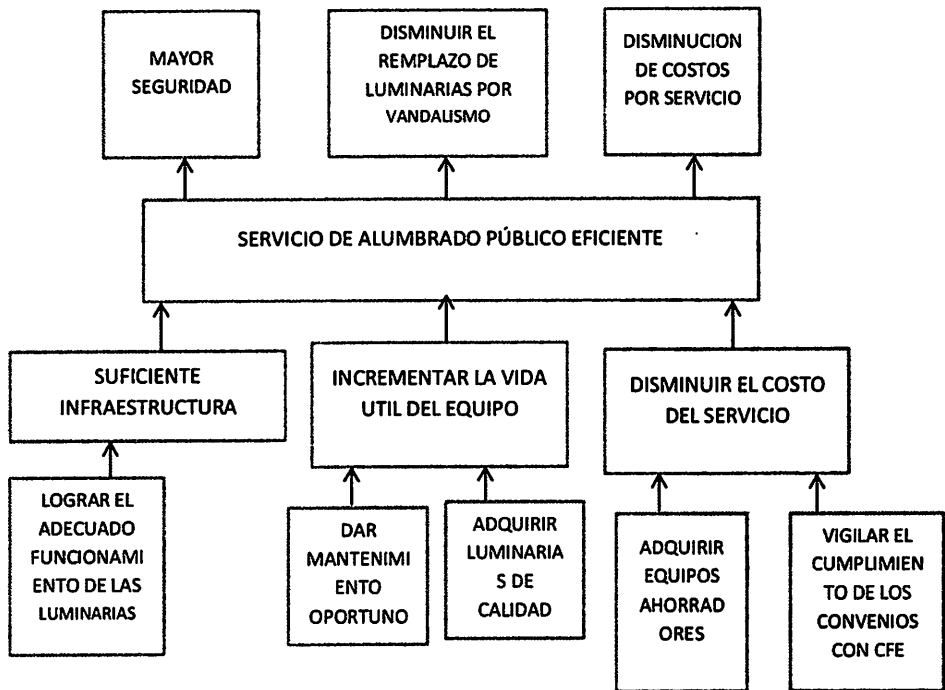 MAYOR
SEGURIDAD
DISMINUIR EL
REMPLAZO DE
LUMINARIAS POR
VANDALISMO
DISMINUCION
DE COSTOS
POR SERVICIO
SERVICIO DE ALUMBRADO PÚBLICO EFICIENTE
SUFICIENTE
INFRAESTRUCTURA
INCREMENTAR LA VIDA
UTIL DEL EQUIPO
DISMINUIR EL COSTO
DEL SERVICIO
LOGRAR EL
ADECUADO
FUNCIONAMI
ENTO DE LAS
LUMINARIAS
DAR
MANTENIMI
ENTO
OPORTUNO
ADQUIRIR
LUMINARIA
S DE
CALIDAD
ADQUIRIR
EQUIPOS
AHORRAD
ORES
VIGILAR EL
CUMPLIMIEN
TO DE LOS
CONVENIOS
CON CFE